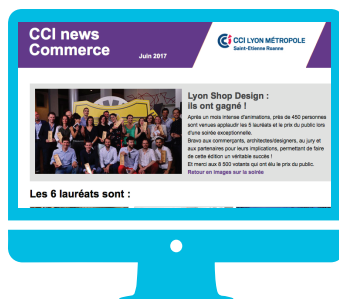 CCI news
Commerce
Juin 2017
CCI LYON MÉTROPOLE
Saint-Etienne Roanne
Lyon Shop Design :
ils ont gagné !
Après un mois intense d'animations, près de 450 personnes
sont venues applaudir les 5 lauréats et le prix du public lors
d'une soirée exceptionnelle.
Bravo aux commerçants, architectes/designers, au jury et
aux partenaires pour leurs implications, permettant de faire
de cette édition un véritable succès !
Et merci aux 8 500 votants qui ont élu le prix du public.
Retour en images sur la soirée
Les 6 lauréats sont :